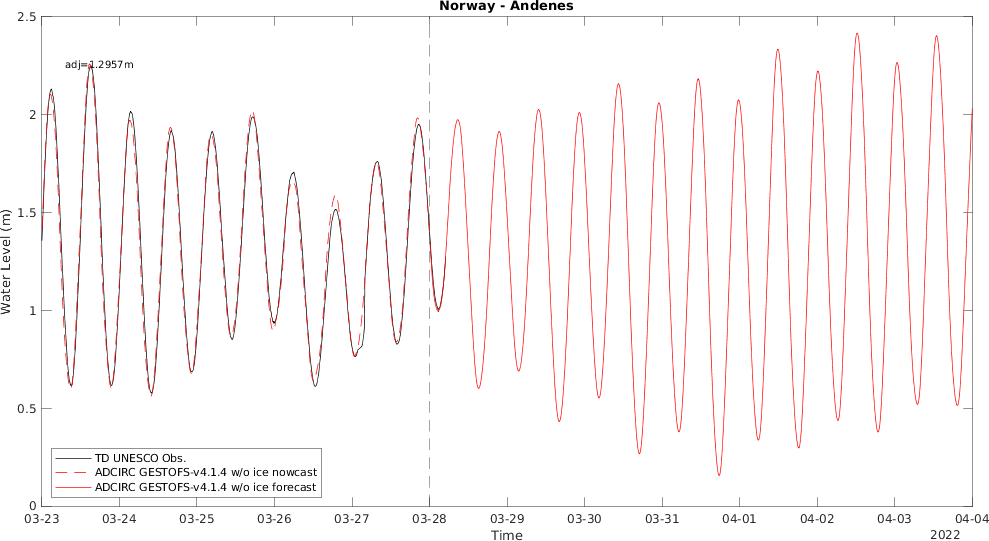 Norway - Andenes
2.5
adj=1.2957m
2
1.5
Water Level (m)
1
0.5
TD UNESCO Obs.
ADCIRC GESTOFS-v4.1.4 w/o ice nowcast
ADCIRC GESTOFS-v4.1.4 w/o ice forecast
0
03-23 03-24 03-25 03-26 03-27 03-28 03-29 03-30 03-31 04-01 04-02 04-03 04-04
Time
2022